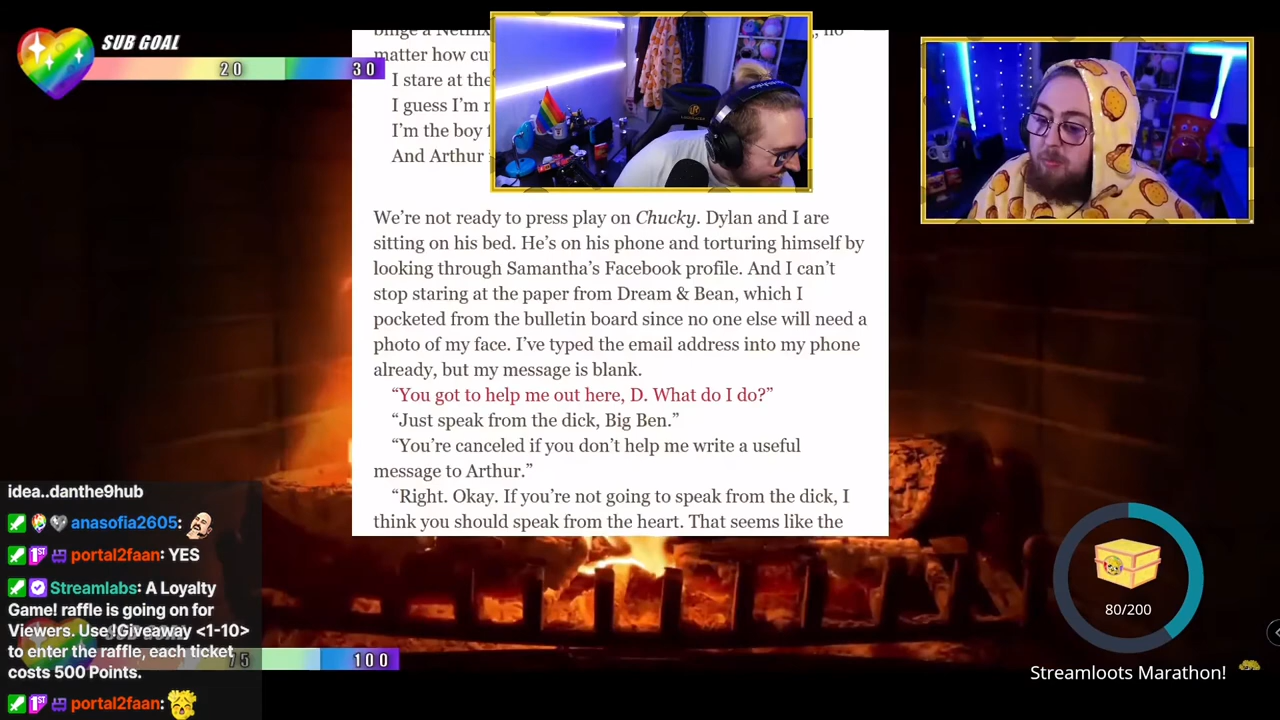 SUB GOAL
20
30
binge a Netflix
, no
matter how cu
I stare at the
I guess I'm
I'm the boy
And Arthur
We're not ready to press play on Chucky. Dylan and I are
sitting on his bed. He's on his phone and torturing himself by
looking through Samantha's Facebook profile. And I can't
stop staring at the paper from Dream & Bean, which I
pocketed from the bulletin board since no one else will need a
photo of my face. I've typed the email address into my phone
already, but my message is blank.
“You got to help me out here, D. What do I do?”
“Just speak from the dick, Big Ben.”
“You're canceled if you don't help me write a useful
message to Arthur.”
“Right. Okay. If you're not going to speak from the dick, I
think you should speak from the heart. That seems like the
idea..danthe9hub
anasofia2605:
portal2faan: YES
Streamlabs: A Loyalty
Game! raffle is going on for
Viewers. Use !Giveaway <1-10>
to enter the raffle, each ticket
costs 500 Points.
portal2faan:
SUB GOAL
75
100
80/200
Streamloots Marathon!